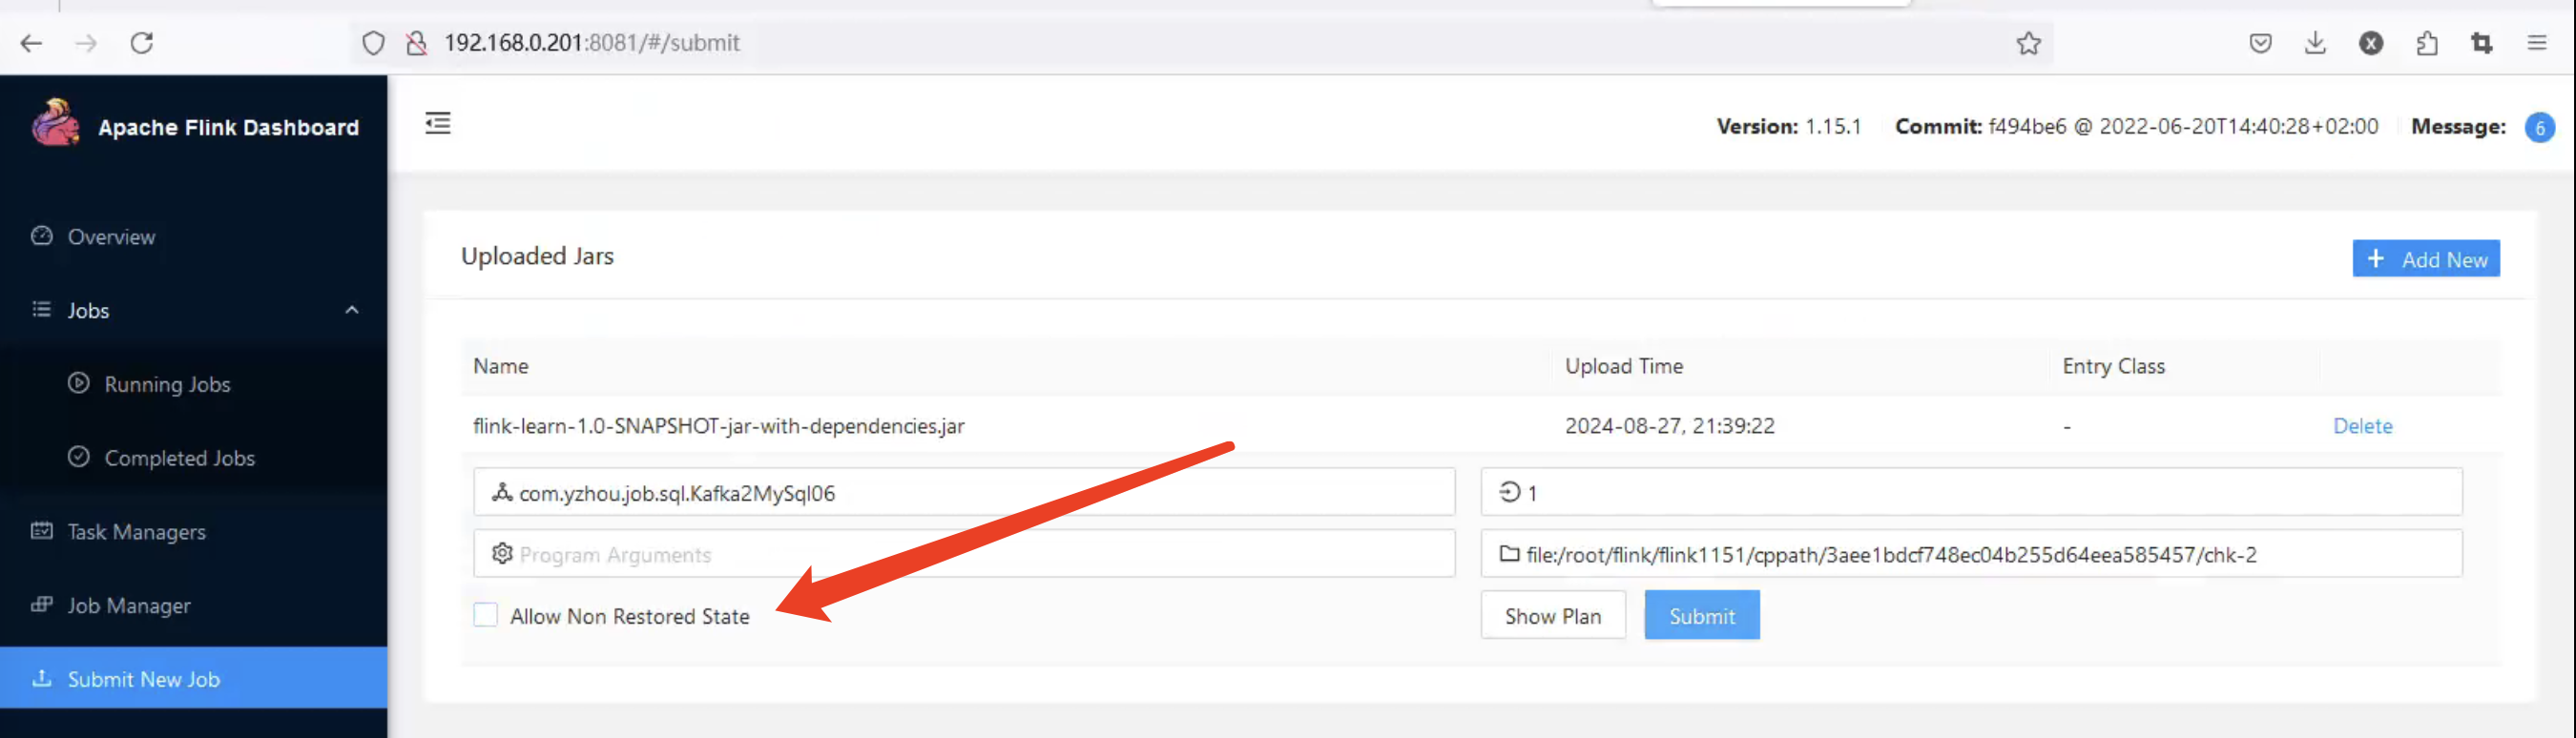 192.168.0.201:8081/#/submit
Apache Flink Dashboard
Version: 1.15.1 Commit: f494be6 @ 2022-06-20T14:40:28+02:00 Message: 6
Overview
Jobs
Running Jobs
Completed Jobs
Task Managers
Job Manager
Submit New Job
Uploaded Jars
+ Add New
Name Upload Time Entry Class
flink-learn-1.0-SNAPSHOT-jar-with-dependencies.jar 2024-08-27, 21:39:22 - Delete
com.yzhou.job.sql.Kafka2MySql06 1
Program Arguments file:/root/flink/flink1151/cppath/3aee1bdcf748ec04b255d64eea585457/chk-2
Allow Non Restored State Show Plan Submit